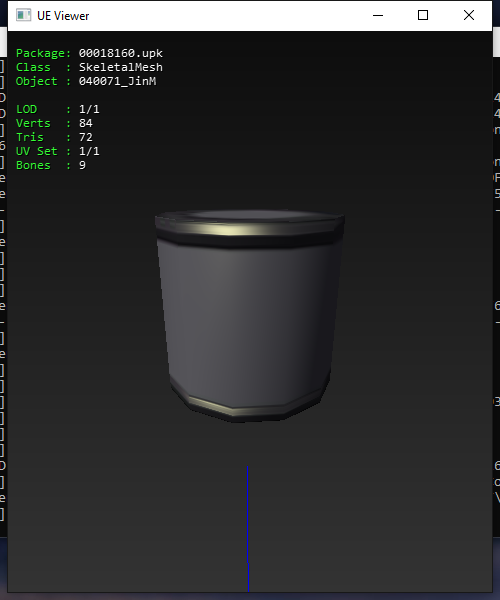 UE Viewer
Package: 00018160.upk
Class : SkeletalMesh
Object : 040071_JinM
LOD : 1/1
Verts : 84
Tris : 72
UV Set : 1/1
Bones : 9